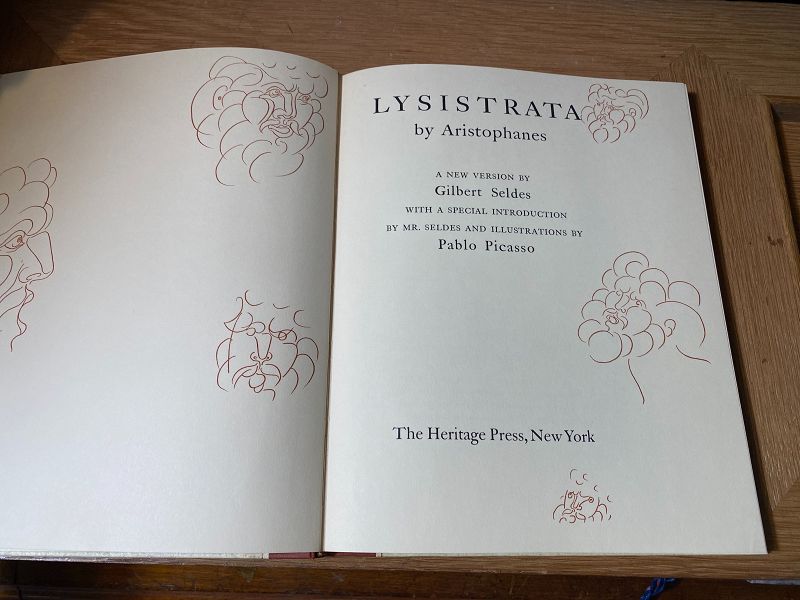 LYSISTRATA
by Aristophanes
A NEW VERSION BY
Gilbert Seldes
WITH A SPECIAL INTRODUCTION
BY MR. SELDES AND ILLUSTRATIONS BY
Pablo Picasso
The Heritage Press, New York